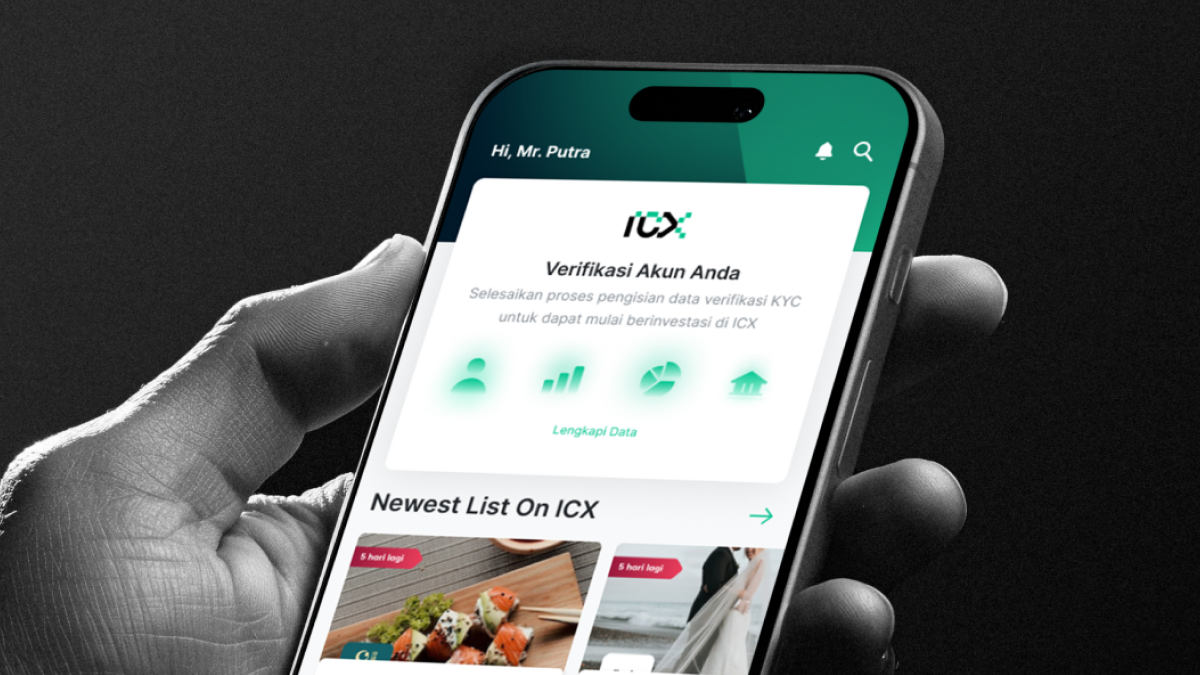 Hi, Mr. Putra
ICX
Verifikasi Akun Anda
Selesaikan proses pengisian data verifikasi KYC
untuk dapat mulai berinvestasi di ICX
Lengkapi Data
Newest List On ICX
5 hari lagi
5 hari lagi